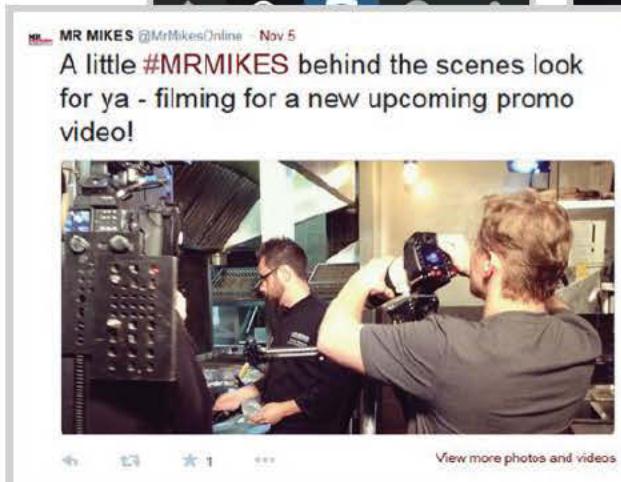 MR MIKES @MrMikesOnline · Nov 5
A little #MRMIKES behind the scenes look
for ya - filming for a new upcoming promo
video!
1
View more photos and videos